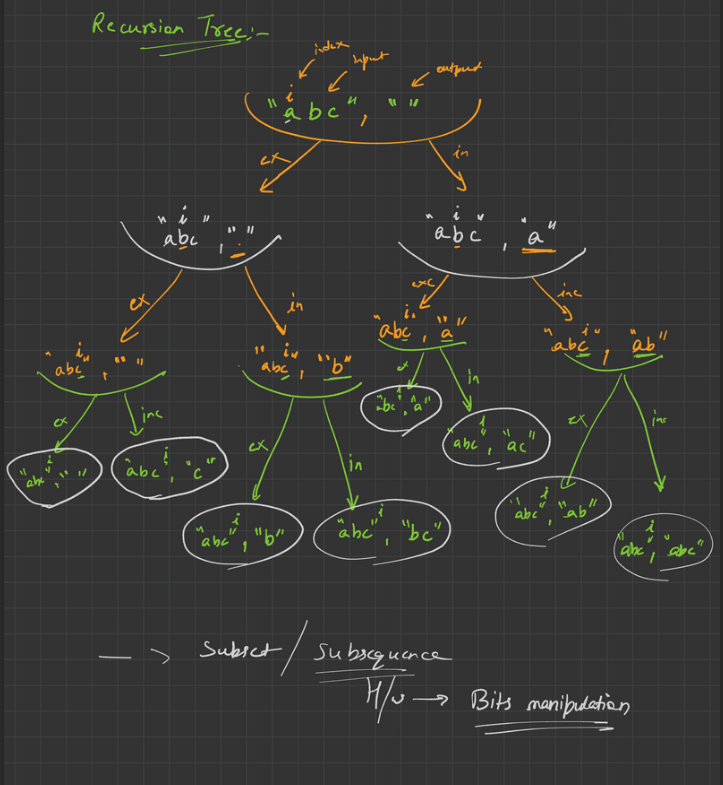 Recursion Tree:-
index
input
output
i
"abc", " "
ex
in
i
"abc", " "
i
"abc", "a"
ex
in
exc
inc
i
"abc", " "
i
"abc", "b"
i
"abc", "a"
i
"abc", "ab"
ex
inc
ex
in
ex
in
ex
inc
"abc", "a"
i
"abc", "ac"
i
"abc", " "
i
"abc", "c"
i
"abc", "b"
i
"abc", "bc"
i
"abc", "ab"
i
"abc", "abc"
—> Subset / Subsequence
H/w —> Bits manipulation